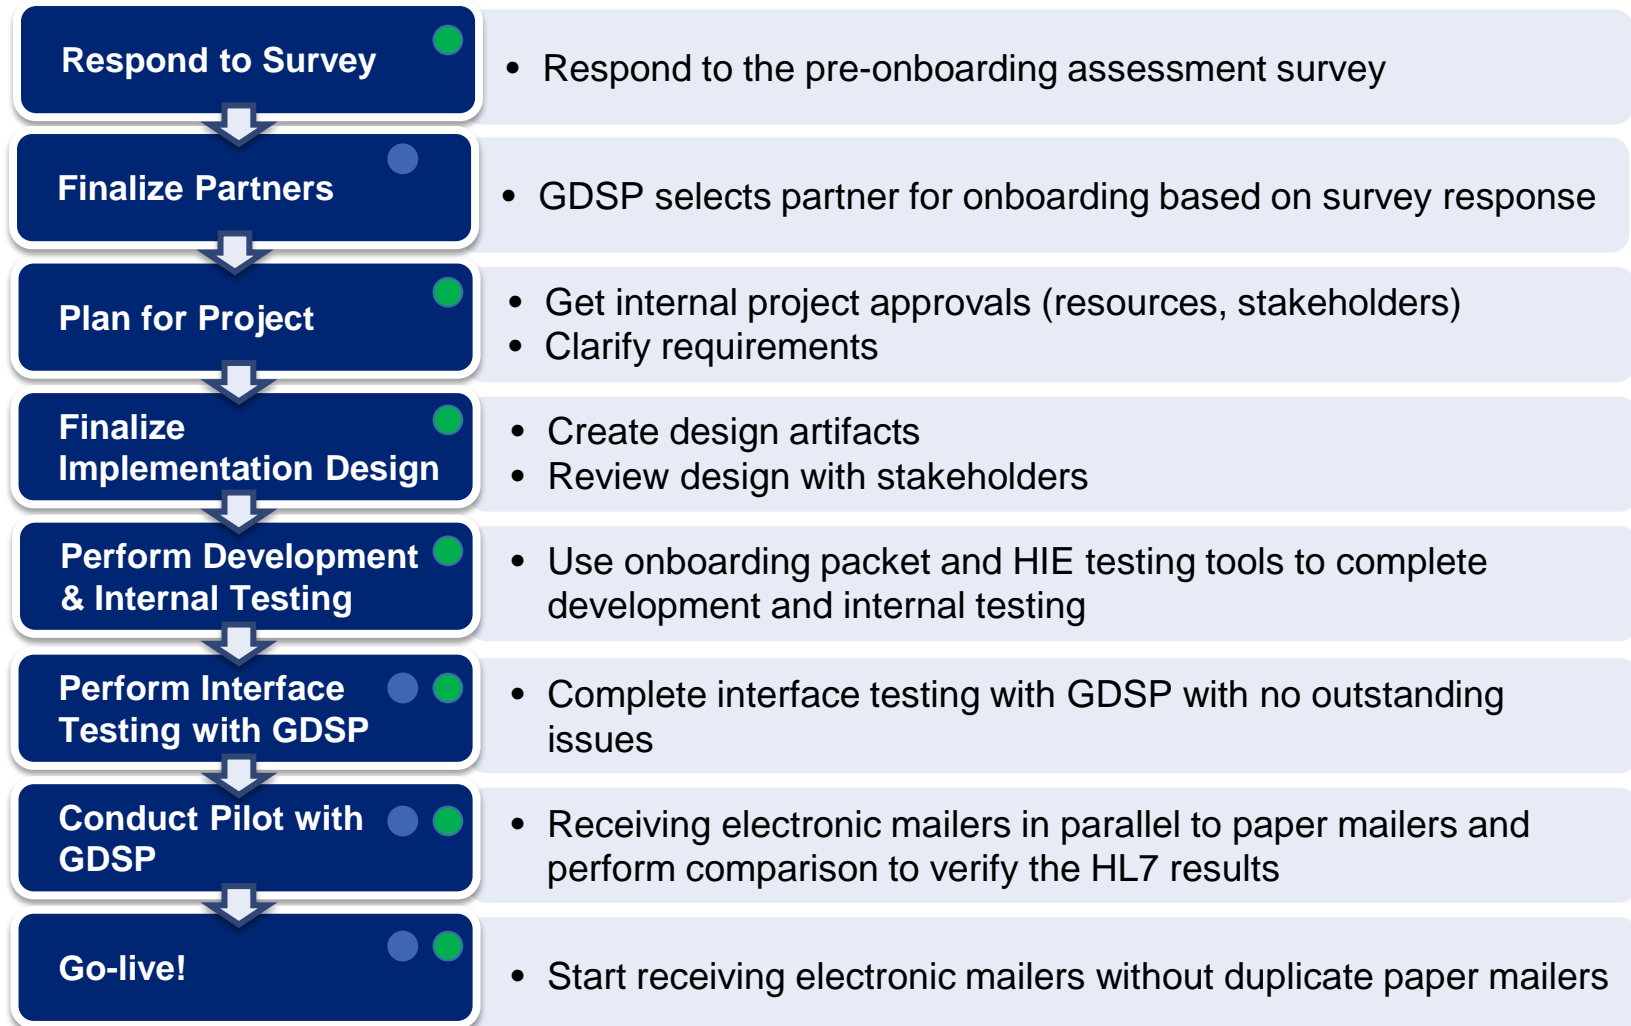 Respond to Survey
• Respond to the pre-onboarding assessment survey
Finalize Partners
• GDSP selects partner for onboarding based on survey response
Plan for Project
• Get internal project approvals (resources, stakeholders)
• Clarify requirements
Finalize
Implementation Design
• Create design artifacts
• Review design with stakeholders
Perform Development
& Internal Testing
• Use onboarding packet and HIE testing tools to complete
development and internal testing
Perform Interface
Testing with GDSP
• Complete interface testing with GDSP with no outstanding
issues
Conduct Pilot with
GDSP
• Receiving electronic mailers in parallel to paper mailers and
perform comparison to verify the HL7 results
Go-live!
• Start receiving electronic mailers without duplicate paper mailers